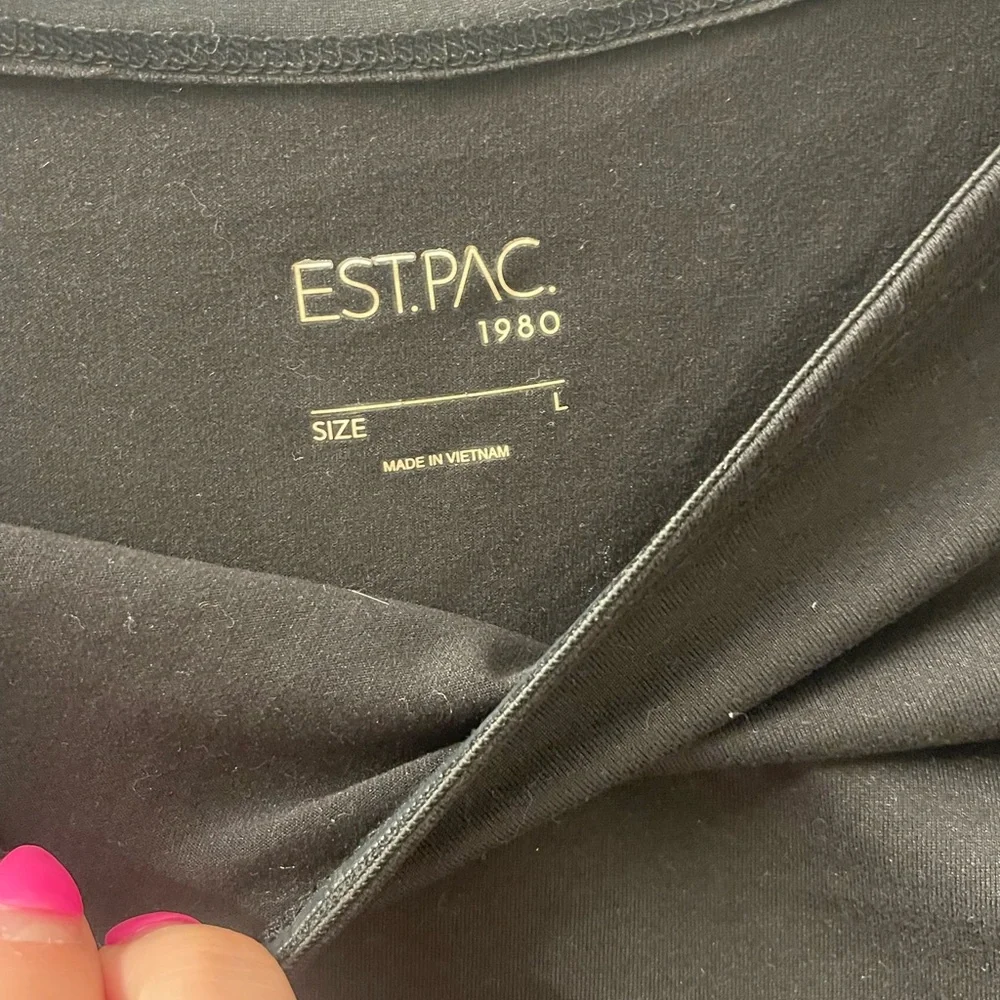 EST.PAC.
1980
SIZE L
MADE IN VIETNAM